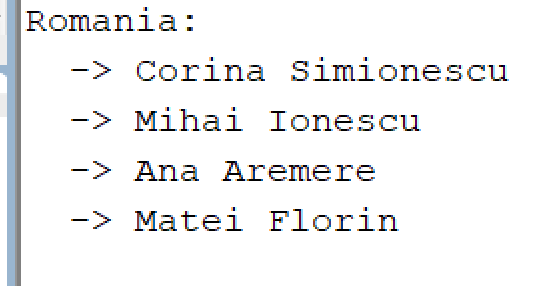 Romania:
-> Corina Simionescu
-> Mihai Ionescu
-> Ana Aremere
-> Matei Florin